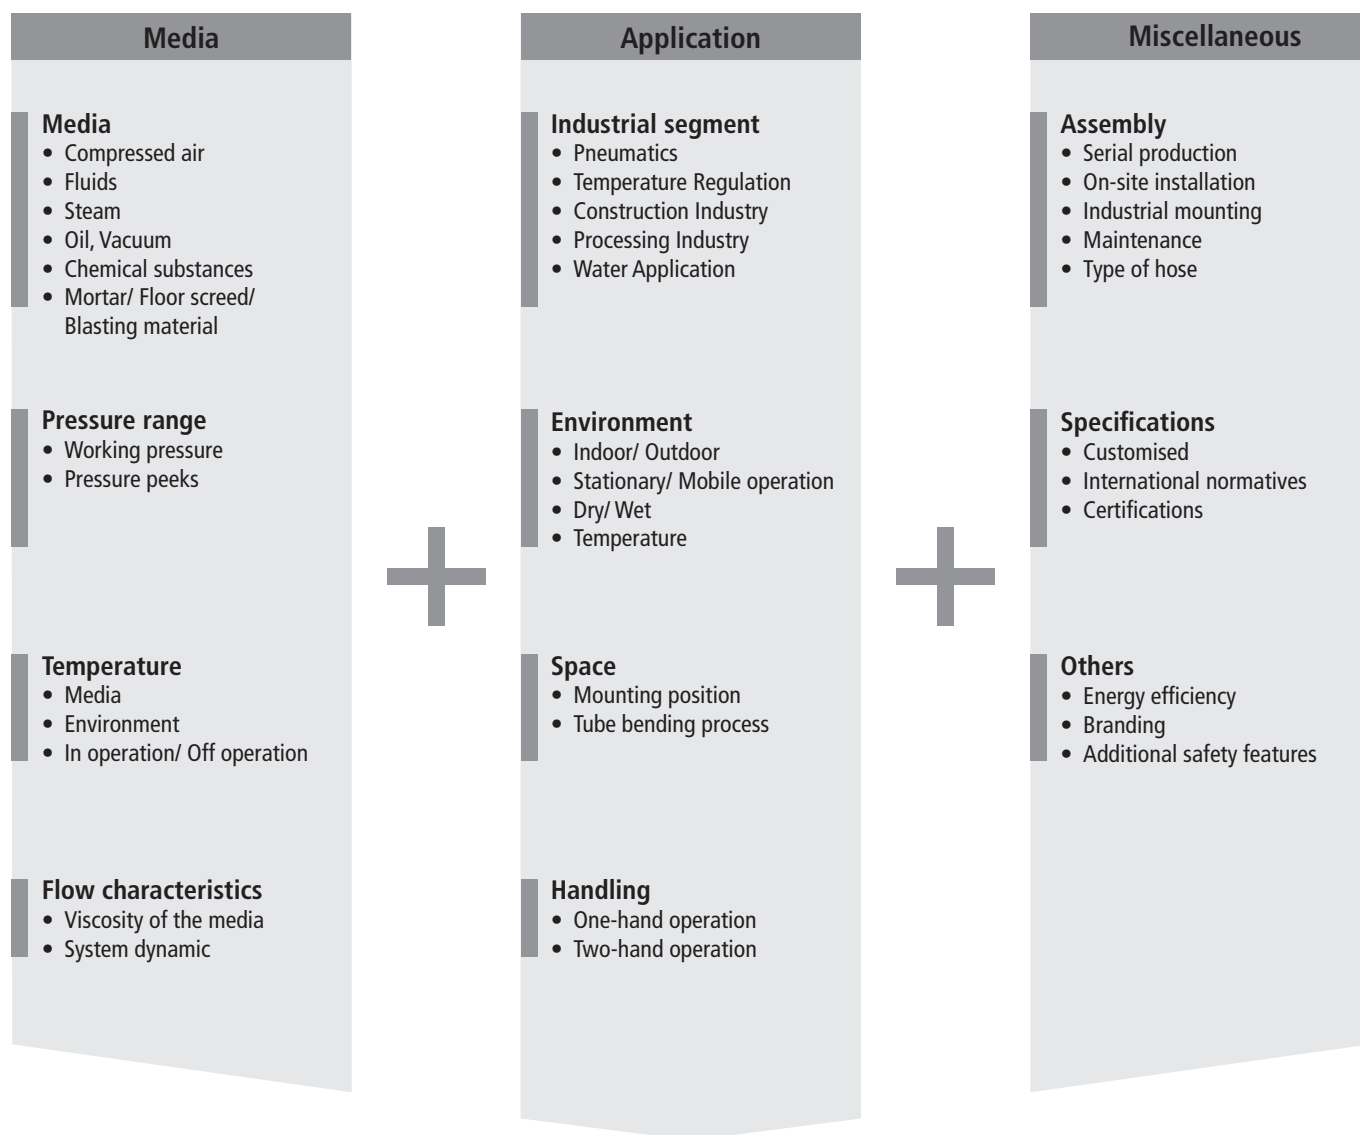 Media
Media
• Compressed air
• Fluids
• Steam
• Oil, Vacuum
• Chemical substances
• Mortar/ Floor screed/
Blasting material
Pressure range
• Working pressure
• Pressure peeks
Temperature
• Media
• Environment
• In operation/ Off operation
Flow characteristics
• Viscosity of the media
• System dynamic
Application
Industrial segment
• Pneumatics
• Temperature Regulation
• Construction Industry
• Processing Industry
• Water Application
Environment
• Indoor/ Outdoor
• Stationary/ Mobile operation
• Dry/ Wet
• Temperature
Space
• Mounting position
• Tube bending process
Handling
• One-hand operation
• Two-hand operation
Miscellaneous
Assembly
• Serial production
• On-site installation
• Industrial mounting
• Maintenance
• Type of hose
Specifications
• Customised
• International normatives
• Certifications
Others
• Energy efficiency
• Branding
• Additional safety features